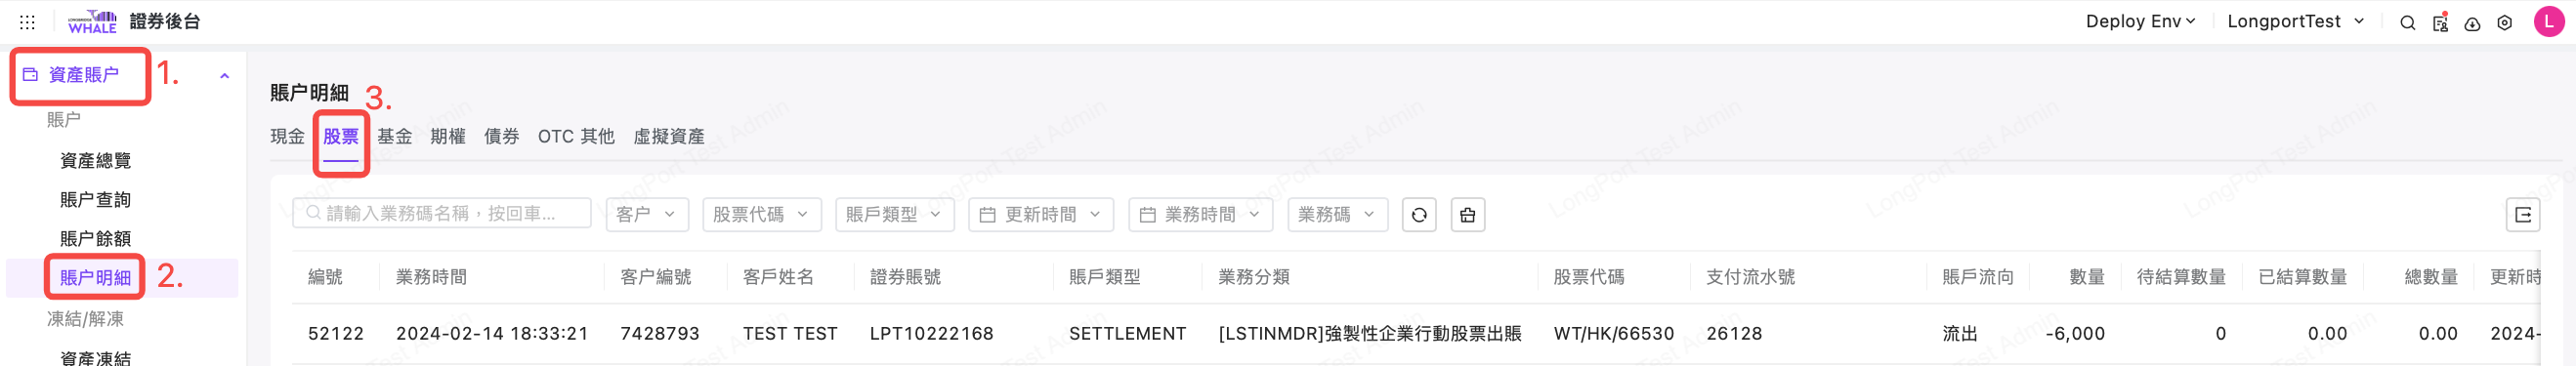 LONGBRIDGE
WHALE 證券後台 Deploy Env LongportTest L
資產賬户 1.
賬户
資產總覽
賬户查詢
賬户餘額
賬户明細 2.
凍結/解凍
資產凍結
賬户明細 3.
現金 股票 基金 期權 債券 OTC 其他 虛擬資產
請輸入業務碼名稱，按回車... 客户 股票代碼 賬戶類型 更新時間 業務時間 業務碼
編號 業務時間 客户編號 客戶姓名 證券賬號 賬戶類型 業務分類 股票代碼 支付流水號 賬戶流向 數量 待結算數量 已結算數量 總數量 更新時
52122 2024-02-14 18:33:21 7428793 TEST TEST LPT10222168 SETTLEMENT [LSTINMDR]強製性企業行動股票出賬 WT/HK/66530 26128 流出 -6,000 0 0.00 0.00 2024-
LongPort Test Admin